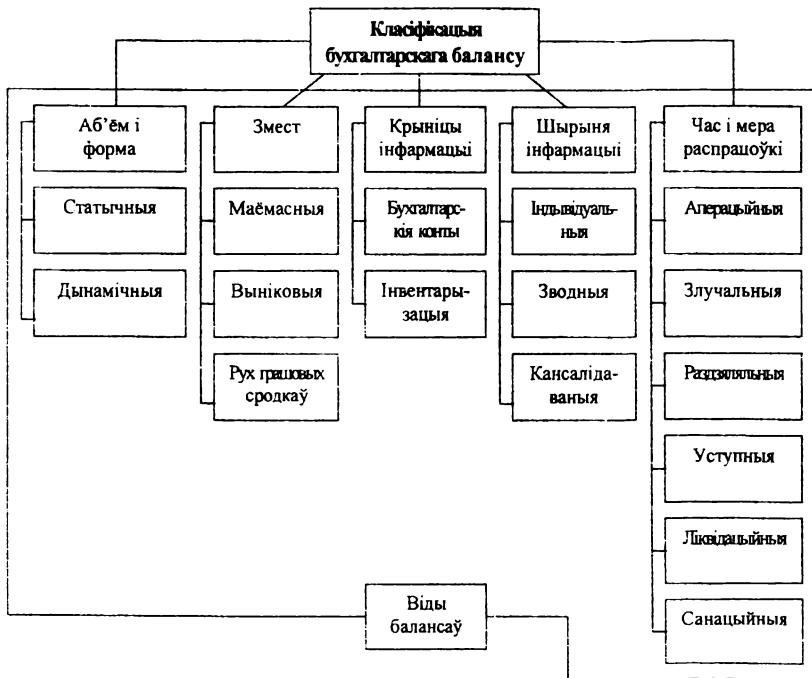 Класіфікацыя
бухгалтарскага балансу
Аб’ём і
форма
Статычныя
Дынамічныя
Змест
Маёмасныя
Выніковыя
Рух грашовых
сродкаў
Крыніцы
інфармацыі
Бухгалтарс-
кія конты
Інвентары-
зацыя
Шырыня
інфармацыі
Індывідуаль-
ныя
Зводныя
Кансаліда-
ваныя
Час і мера
распрацоўкі
Аперацыйныя
Злучальныя
Раздзяляльныя
Уступныя
Ліквідацыйныя
Санацыйныя
Віды
балансаў